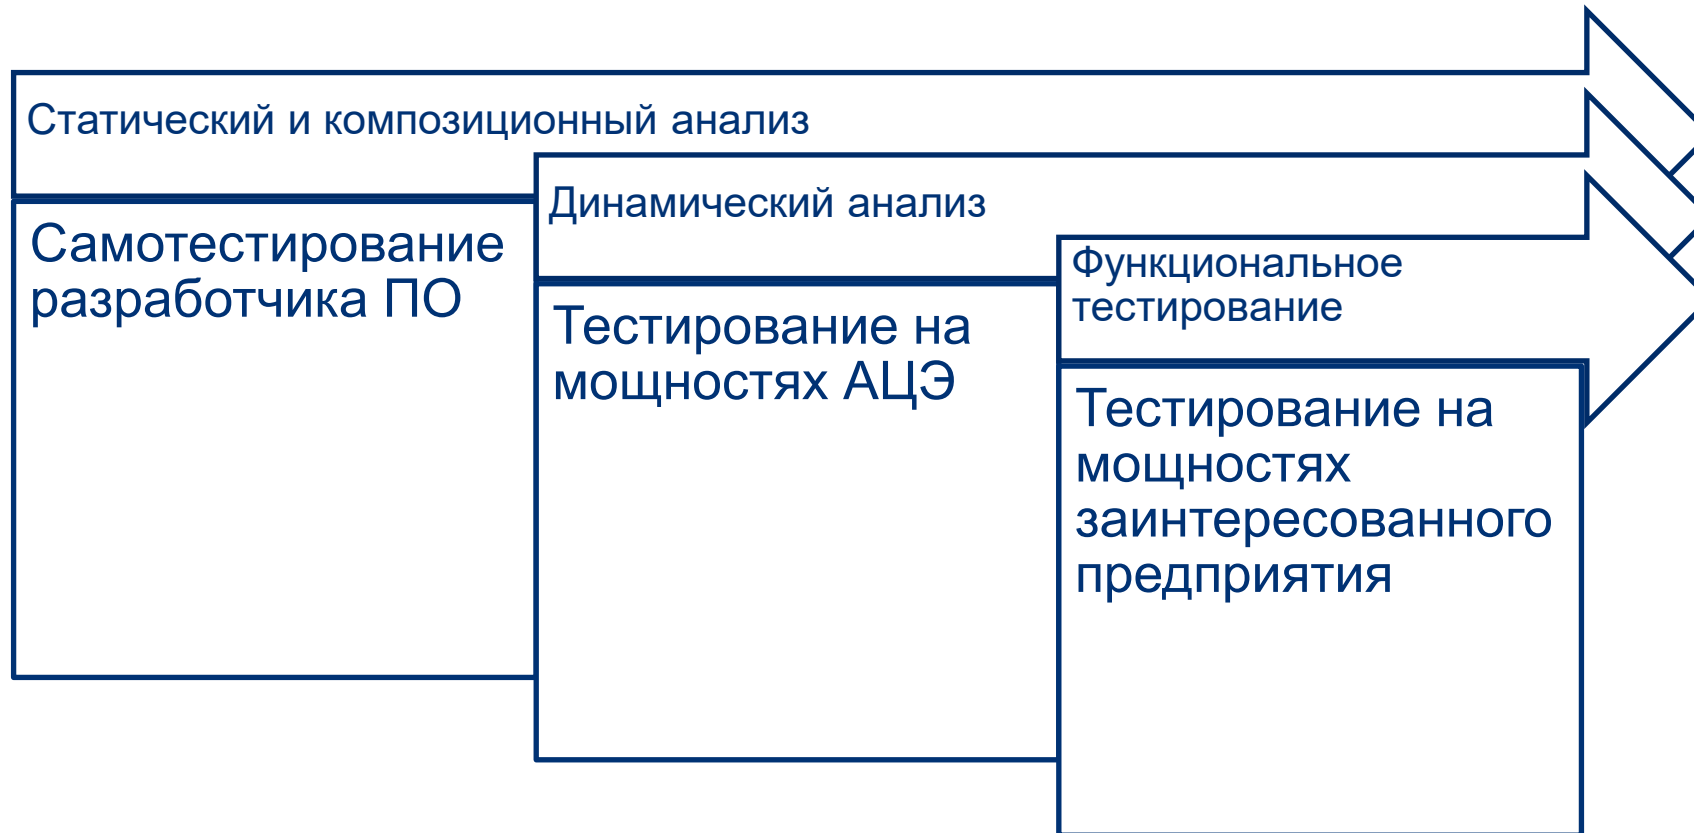 Статический и композиционный анализ
Самотестирование
разработчика ПО
Динамический анализ
Тестирование на
мощностях АЦЭ
Функциональное
тестирование
Тестирование на
мощностях
заинтересованного
предприятия